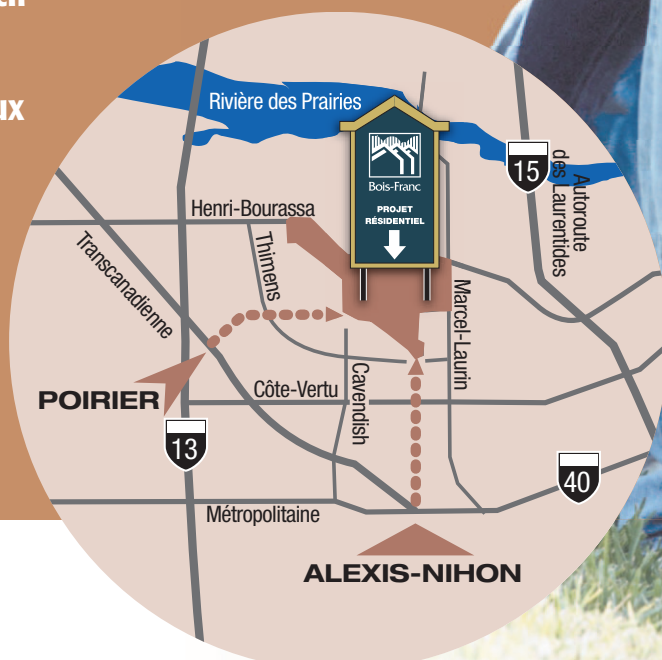 ux
Rivière des Prairies
Bois-Franc
PROJET
RÉSIDENTIEL
15
Autoroute
des Laurentides
Henri-Bourassa
Thimens
Transcanadienne
Marcel-Laurin
POIRIER
Côte-Vertu
Cavendish
13
40
Métropolitaine
ALEXIS-NIHON